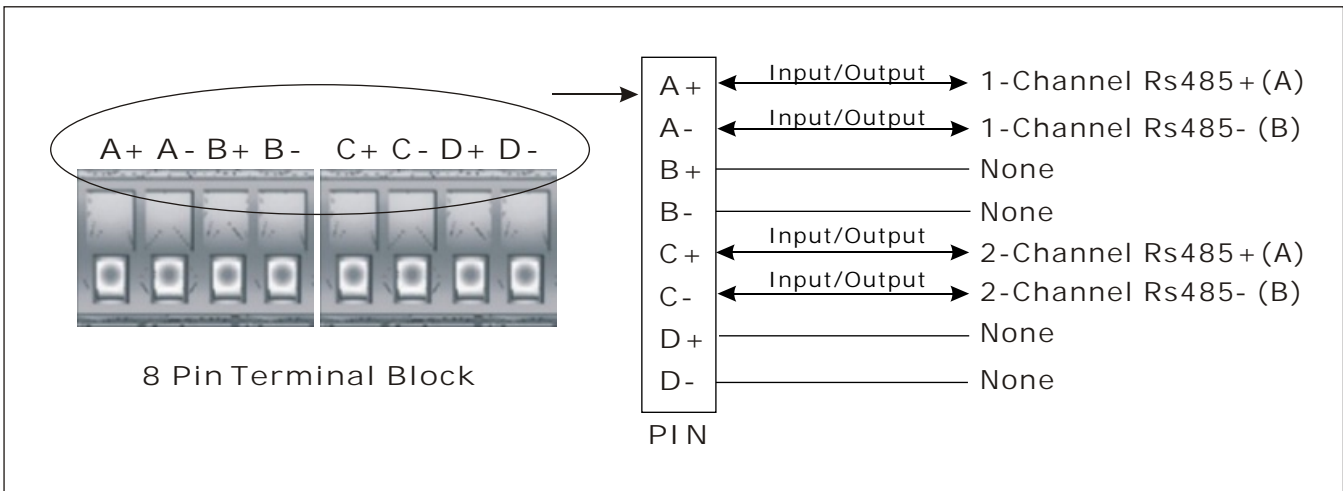 A+ A- B+ B- C+ C- D+ D-
8 Pin Terminal Block
A+ Input/Output 1-Channel Rs485+(A)
A- Input/Output 1-Channel Rs485- (B)
B+ None
B- None
C+ Input/Output 2-Channel Rs485+(A)
C- Input/Output 2-Channel Rs485- (B)
D+ None
D- None
PIN